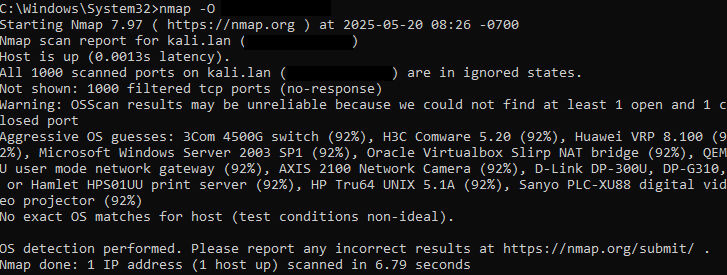 C:\Windows\System32>nmap -O
Starting Nmap 7.97 ( https://nmap.org ) at 2025-05-20 08:26 -0700
Nmap scan report for kali.lan (             )
Host is up (0.0013s latency).
All 1000 scanned ports on kali.lan (             ) are in ignored states.
Not shown: 1000 filtered tcp ports (no-response)
Warning: OSScan results may be unreliable because we could not find at least 1 open and 1 c
losed port
Aggressive OS guesses: 3Com 4500G switch (92%), H3C Comware 5.20 (92%), Huawei VRP 8.100 (9
2%), Microsoft Windows Server 2003 SP1 (92%), Oracle Virtualbox Slirp NAT bridge (92%), QEM
U user mode network gateway (92%), AXIS 2100 Network Camera (92%), D-Link DP-300U, DP-G310,
 or Hamlet HPS01UU print server (92%), HP Tru64 UNIX 5.1A (92%), Sanyo PLC-XU88 digital vid
eo projector (92%)
No exact OS matches for host (test conditions non-ideal).

OS detection performed. Please report any incorrect results at https://nmap.org/submit/ .
Nmap done: 1 IP address (1 host up) scanned in 6.79 seconds